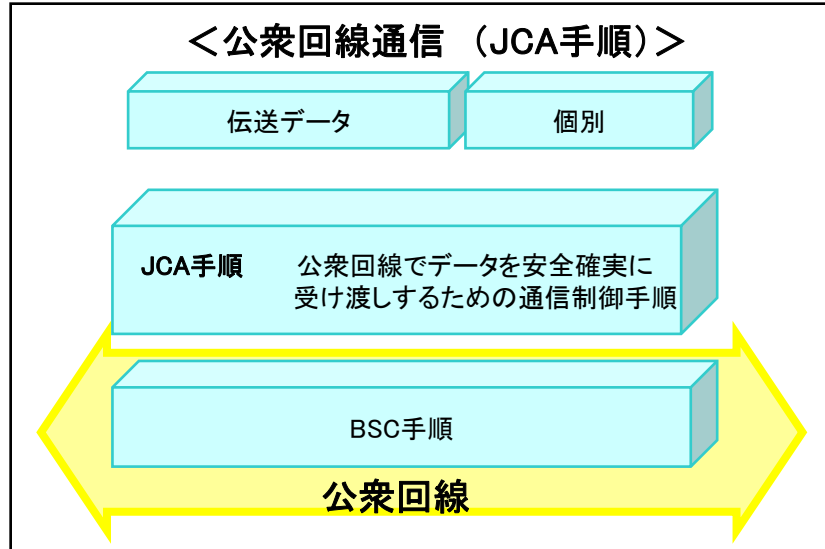 ＜公衆回線通信 （JCA手順）＞
伝送データ
個別
JCA手順 公衆回線でデータを安全確実に
受け渡しするための通信制御手順
BSC手順
公衆回線